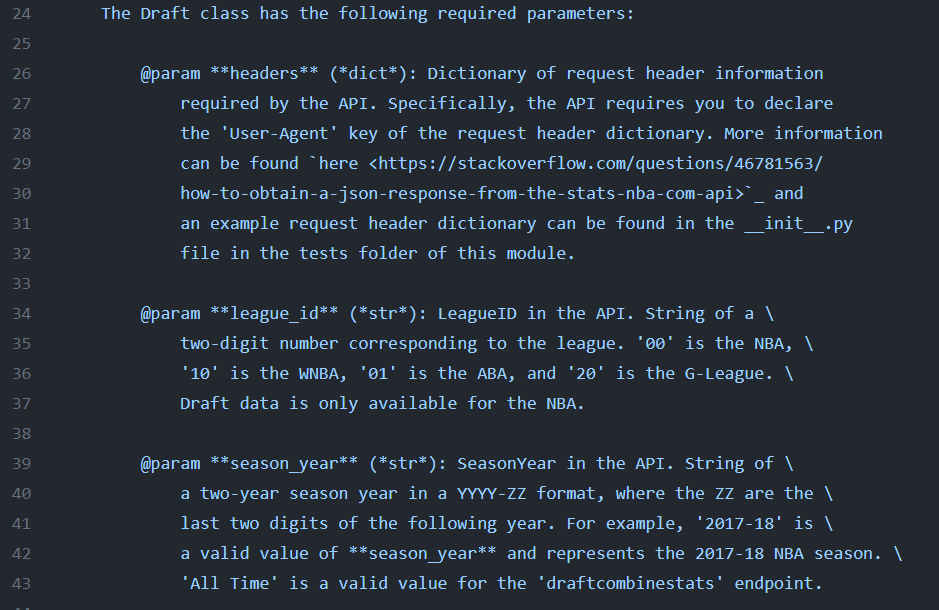 24 The Draft class has the following required parameters:
25
26 @param **headers** (*dict*): Dictionary of request header information
27 required by the API. Specifically, the API requires you to declare
28 the 'User-Agent' key of the request header dictionary. More information
29 can be found `here <https://stackoverflow.com/questions/46781563/
30 how-to-obtain-a-json-response-from-the-stats-nba-com-api>`_ and
31 an example request header dictionary can be found in the __init__.py
32 file in the tests folder of this module.
33
34 @param **league_id** (*str*): LeagueID in the API. String of a \
35 two-digit number corresponding to the league. '00' is the NBA, \
36 '10' is the WNBA, '01' is the ABA, and '20' is the G-League. \
37 Draft data is only available for the NBA.
38
39 @param **season_year** (*str*): SeasonYear in the API. String of \
40 a two-year season year in a YYYY-ZZ format, where the ZZ are the \
41 last two digits of the following year. For example, '2017-18' is \
42 a valid value of **season_year** and represents the 2017-18 NBA season. \
43 'All Time' is a valid value for the 'draftcombinestats' endpoint.